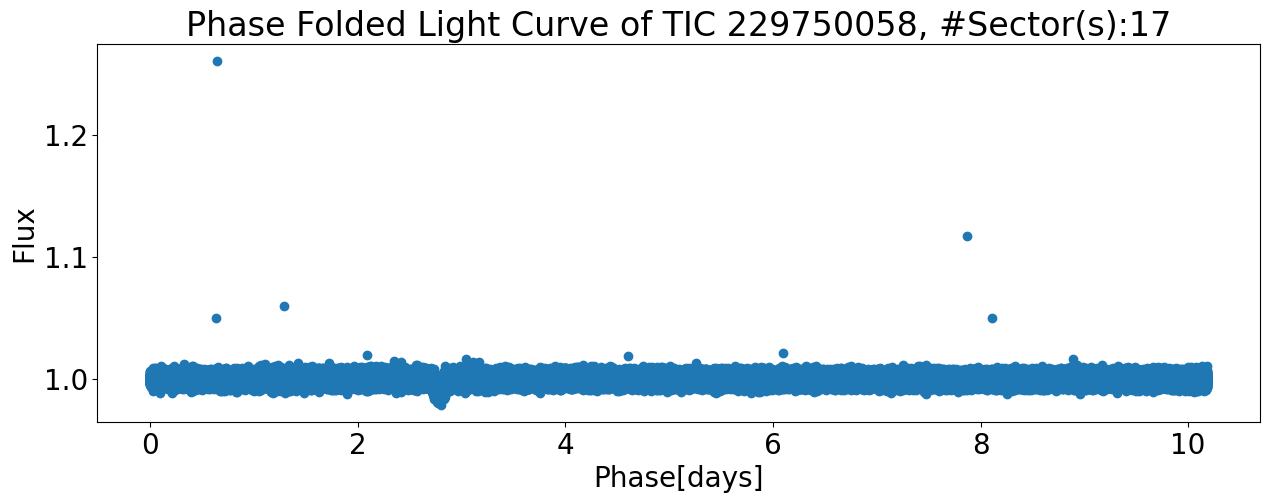 Phase Folded Light Curve of TIC 229750058, #Sector(s):17
Flux
1.2
1.1
1.0
0 2 4 6 8 10
Phase[days]